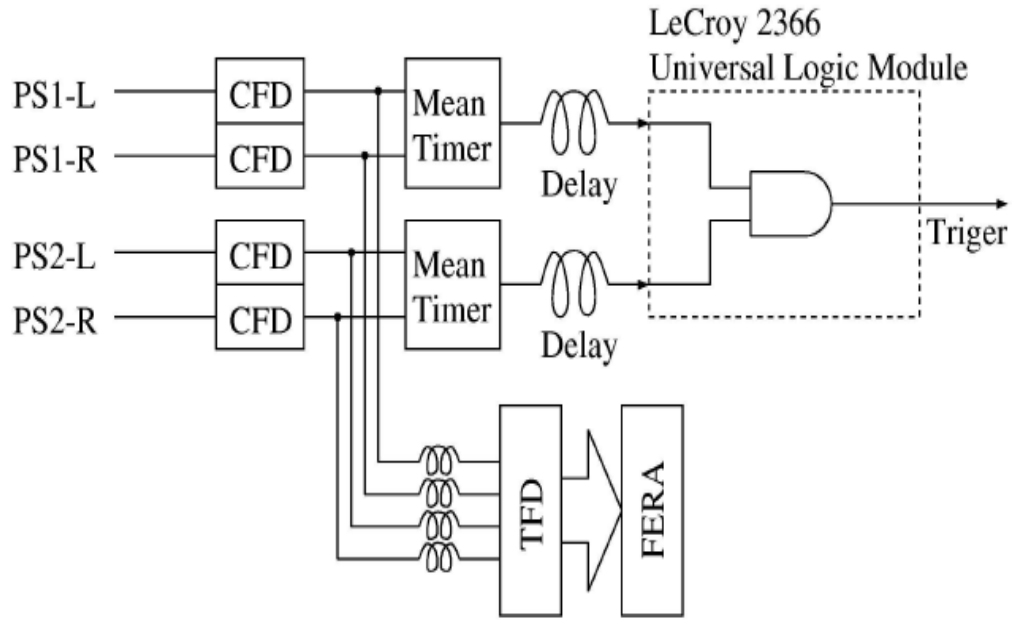 LeCroy 2366
Universal Logic Module
PS1-L
CFD
Mean
Timer
PS1-R
CFD
Delay
Triger
PS2-L
CFD
Mean
Timer
PS2-R
CFD
Delay
TFD
FERA